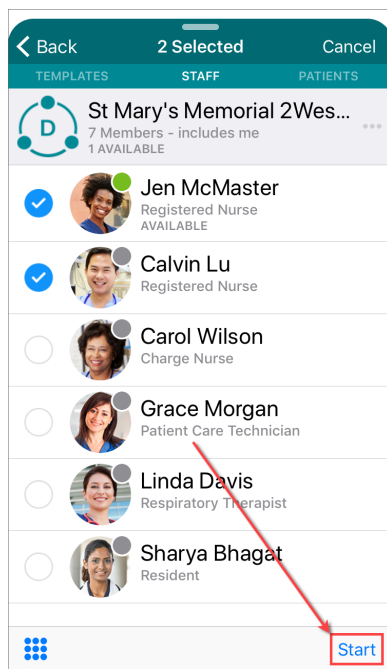 Back 2 Selected Cancel
TEMPLATES STAFF PATIENTS
D
St Mary's Memorial 2Wes...
7 Members - includes me
1 AVAILABLE
Jen McMaster
Registered Nurse
AVAILABLE
Calvin Lu
Registered Nurse
Carol Wilson
Charge Nurse
Grace Morgan
Patient Care Technician
Linda Davis
Respiratory Therapist
Sharya Bhagat
Resident
Start